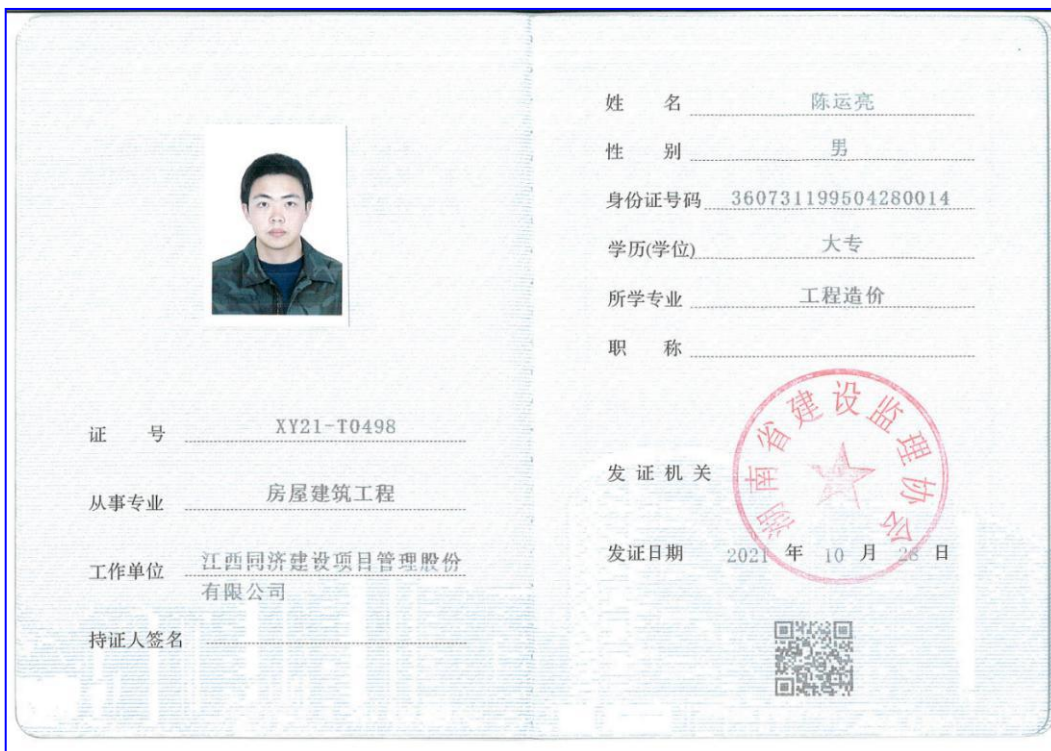 证 号 XY21-T0498
从事专业 房屋建筑工程
工作单位 江西同济建设项目管理股份
有限公司
持证人签名
姓 名 陈运亮
性 别 男
身份证号码 360731199504280014
学历(学位) 大专
所学专业 工程造价
职 称
湖南省建设监理协会
发证机关
发证日期 2021 年 10 月 28 日